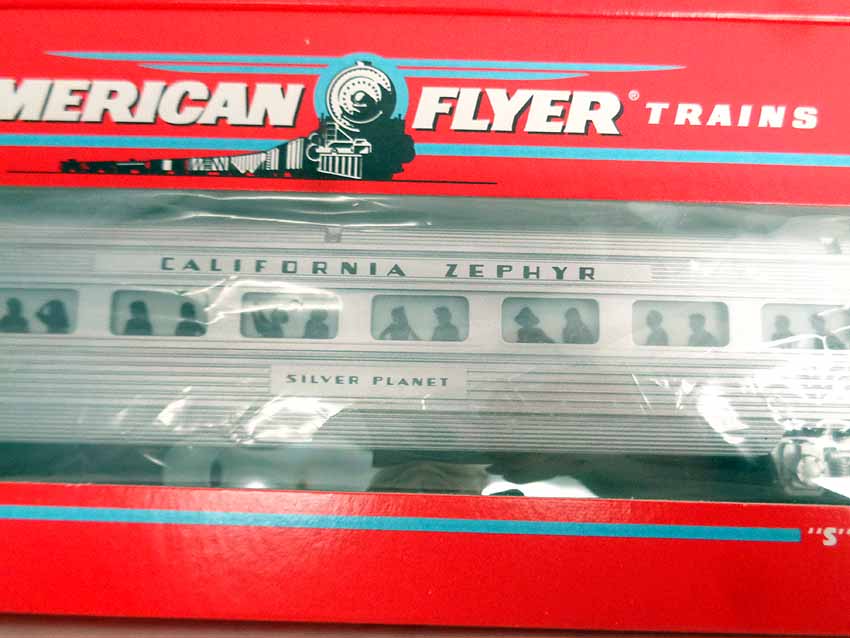 MERICAN FLYER® TRAINS
CALIFORNIA ZEPHYR
SILVER PLANET
"S"